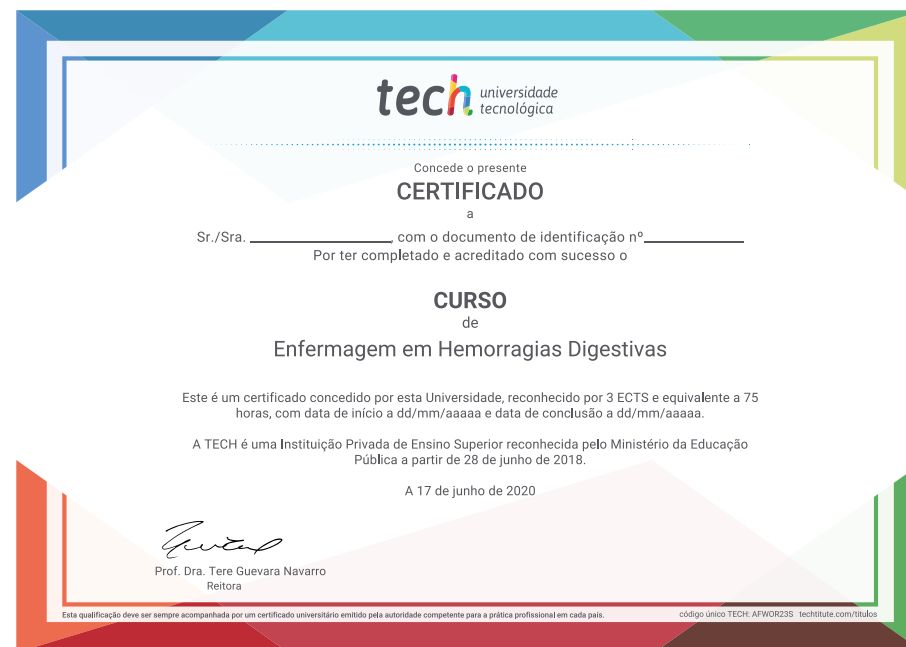 tech universidade
tecnológica
Concede o presente
CERTIFICADO
a
Sr./Sra. ____________________, com o documento de identificação nº______________
Por ter completado e acreditado com sucesso o
CURSO
de
Enfermagem em Hemorragias Digestivas
Este é um certificado concedido por esta Universidade, reconhecido por 3 ECTS e equivalente a 75
horas, com data de início a dd/mm/aaaaa e data de conclusão a dd/mm/aaaaa.
A TECH é uma Instituição Privada de Ensino Superior reconhecida pelo Ministério da Educação
Pública a partir de 28 de junho de 2018.
A 17 de junho de 2020
Prof. Dra. Tere Guevara Navarro
Reitora
Esta qualificação deve ser sempre acompanhada por um certificado universitário emitido pela autoridade competente para a prática profissional em cada país.
código único TECH: AFWOR23S techtitute.com/titulos